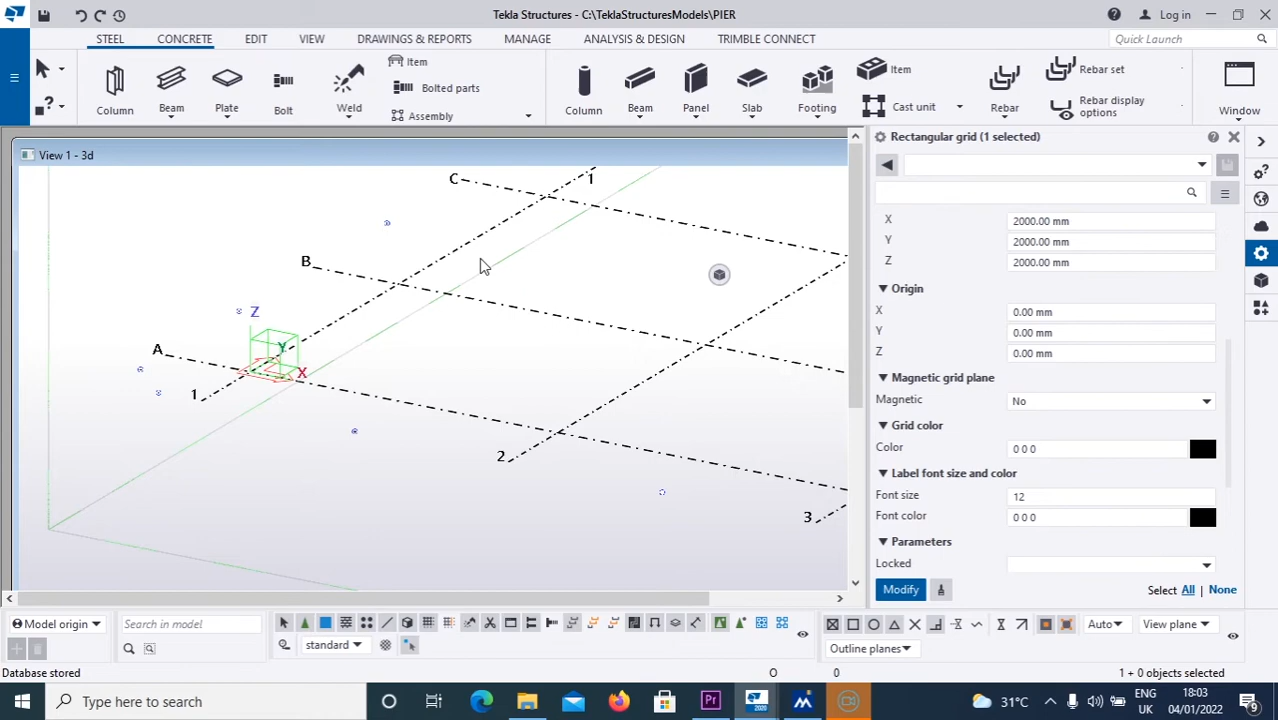 Tekla Structures - C:\TeklaStructuresModels\PIER
Log in
STEEL CONCRETE EDIT VIEW DRAWINGS & REPORTS MANAGE ANALYSIS & DESIGN TRIMBLE CONNECT
Quick Launch
Column Beam Plate Bolt Weld
Item
Bolted parts
Assembly
Column Beam Panel Slab Footing
Item
Cast unit
Rebar
Rebar set
Rebar display options
Window
View 1 - 3d
Rectangular grid (1 selected)
C
1
B
Z
Y
X
A
1
2
3
X 2000.00 mm
Y 2000.00 mm
Z 2000.00 mm
Origin
X 0.00 mm
Y 0.00 mm
Z 0.00 mm
Magnetic grid plane
Magnetic No
Grid color
Color 0 0 0
Label font size and color
Font size 12
Font color 0 0 0
Parameters
Locked
Modify
Select All None
Model origin
Search in model
standard
Auto
View plane
Outline planes
Database stored
O 0
1 + 0 objects selected
Type here to search
Pr
2020
31°C
ENG
UK
18:03
04/01/2022
9